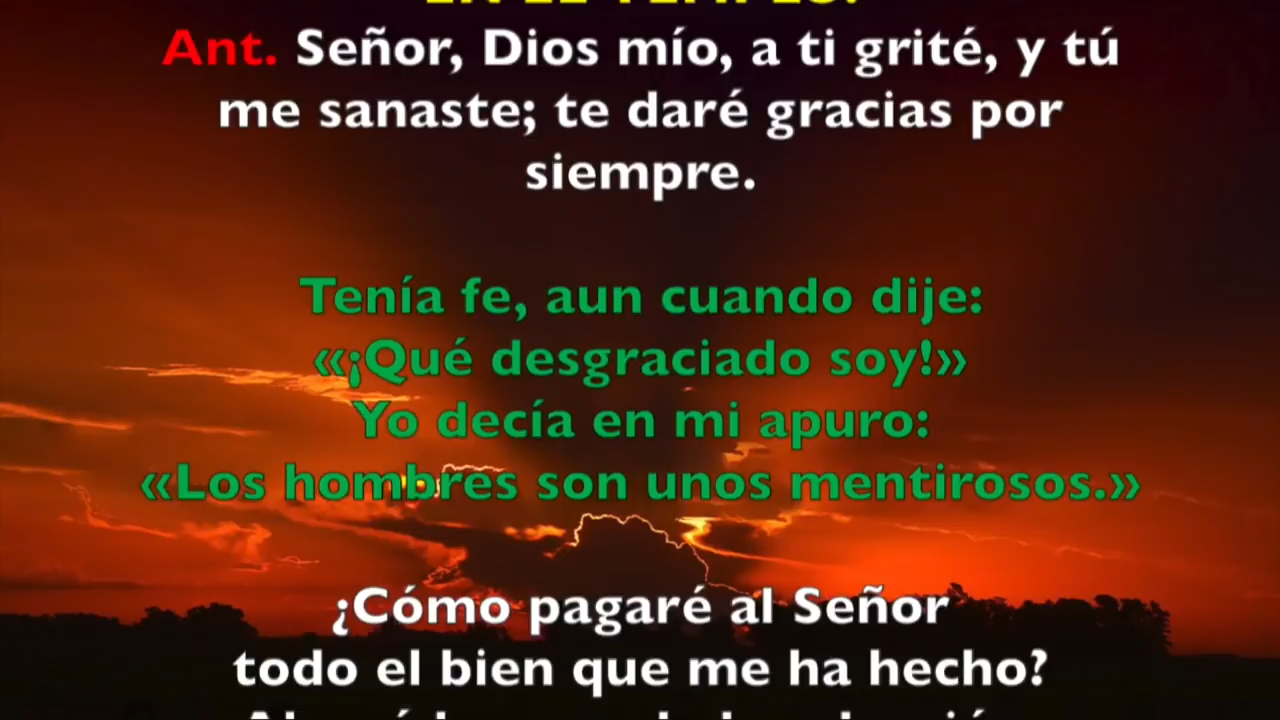 Ant. Señor, Dios mío, a ti grité, y tú
me sanaste; te daré gracias por
siempre.
Tenía fe, aun cuando dije:
«¡Qué desgraciado soy!»
Yo decía en mi apuro:
«Los hombres son unos mentirosos.»
¿Cómo pagaré al Señor
todo el bien que me ha hecho?